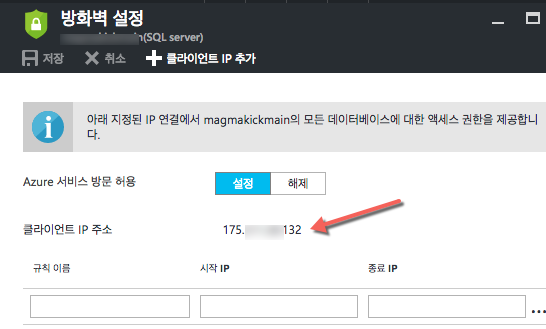 방화벽 설정
(SQL server)
저장 취소 클라이언트 IP 추가
아래 지정된 IP 연결에서 magmakickmain의 모든 데이터베이스에 대한 액세스 권한을 제공합니
다.
Azure 서비스 방문 허용 설정 해제
클라이언트 IP 주소 175. 132
규칙 이름 시작 IP 종료 IP
...